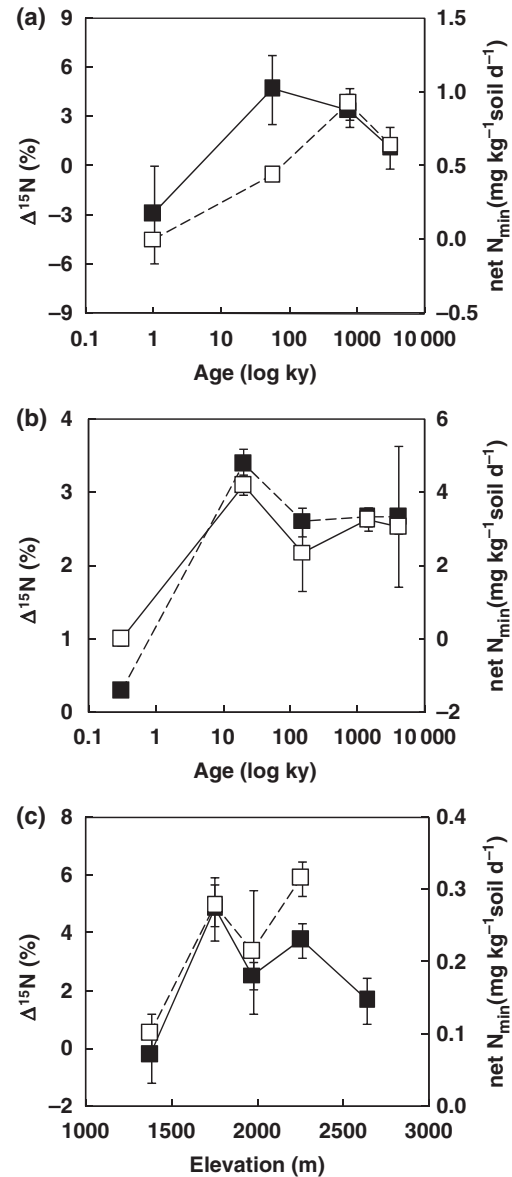 (a)
9
6
3
0
−3
−6
−9
Δ¹⁵N (%)
1.5
1.0
0.5
0.0
−0.5
net Nmin(mg kg⁻¹soil d⁻¹)
0.1 1 10 100 1000 10 000
Age (log ky)
(b)
4
3
2
1
0
Δ¹⁵N (%)
6
4
2
0
−2
net Nmin(mg kg⁻¹soil d⁻¹)
0.1 1 10 100 1000 10 000
Age (log ky)
(c)
8
6
4
2
0
−2
Δ¹⁵N (%)
0.4
0.3
0.2
0.1
0.0
net Nmin(mg kg⁻¹soil d⁻¹)
1000 1500 2000 2500 3000
Elevation (m)